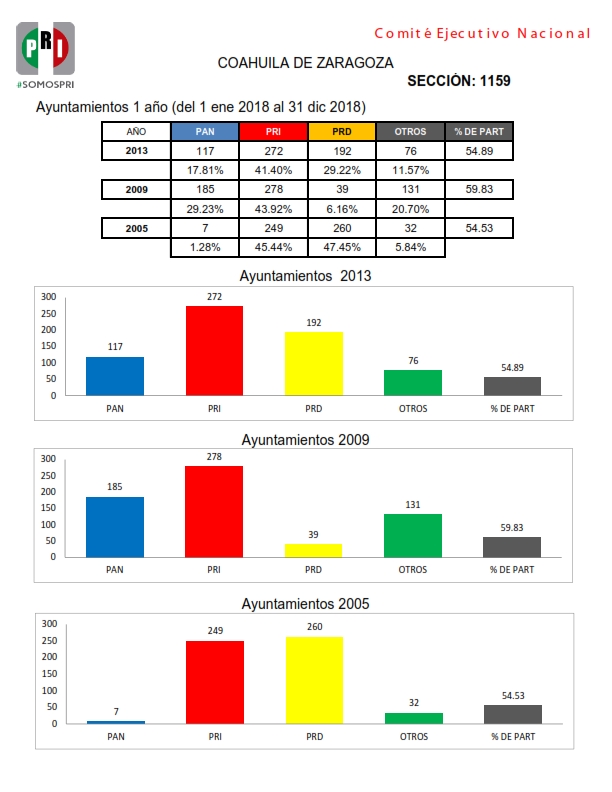 Comité Ejecutivo Nacional
PRI
#SOMOSPRI
COAHUILA DE ZARAGOZA
SECCIÓN: 1159
Ayuntamientos 1 año (del 1 ene 2018 al 31 dic 2018)
AÑO PAN PRI PRD OTROS % DE PART
2013 117 272 192 76 54.89
17.81% 41.40% 29.22% 11.57%
2009 185 278 39 131 59.83
29.23% 43.92% 6.16% 20.70%
2005 7 249 260 32 54.53
1.28% 45.44% 47.45% 5.84%
Ayuntamientos 2013
300
250
200
150
100
50
0
117 272 192 76 54.89
PAN PRI PRD OTROS % DE PART
Ayuntamientos 2009
300
250
200
150
100
50
0
185 278 39 131 59.83
PAN PRI PRD OTROS % DE PART
Ayuntamientos 2005
300
250
200
150
100
50
0
7 249 260 32 54.53
PAN PRI PRD OTROS % DE PART